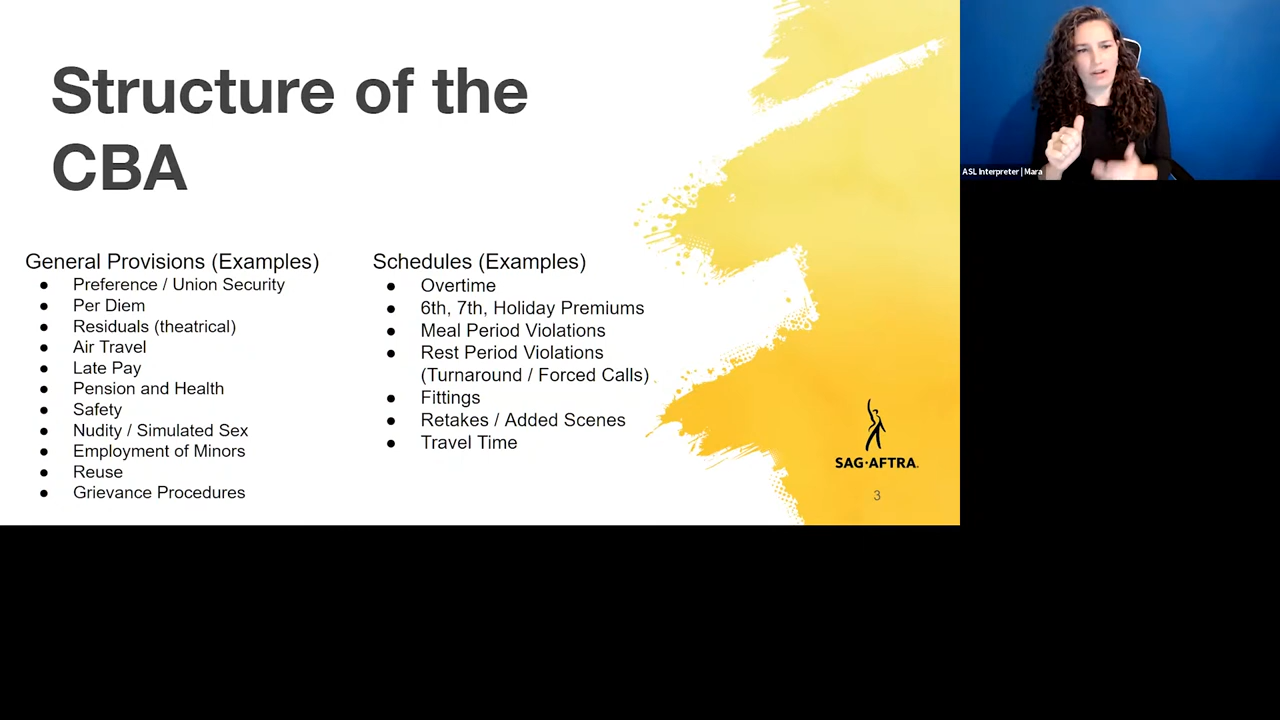 Structure of the
CBA
General Provisions (Examples)
● Preference / Union Security
● Per Diem
● Residuals (theatrical)
● Air Travel
● Late Pay
● Pension and Health
● Safety
● Nudity / Simulated Sex
● Employment of Minors
● Reuse
● Grievance Procedures
Schedules (Examples)
● Overtime
● 6th, 7th, Holiday Premiums
● Meal Period Violations
● Rest Period Violations
(Turnaround / Forced Calls)
● Fittings
● Retakes / Added Scenes
● Travel Time
SAG·AFTRA.
3
ASL Interpreter | Mara